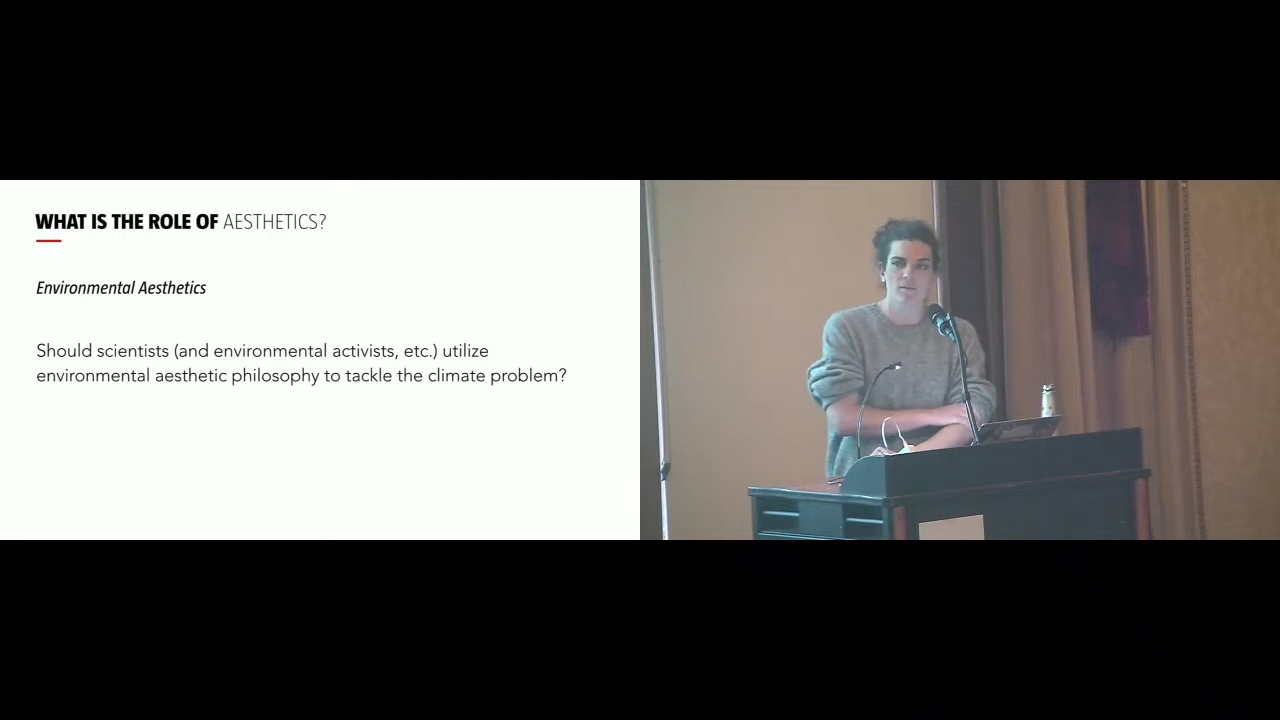 WHAT IS THE ROLE OF AESTHETICS?
Environmental Aesthetics
Should scientists (and environmental activists, etc.) utilize
environmental aesthetic philosophy to tackle the climate problem?